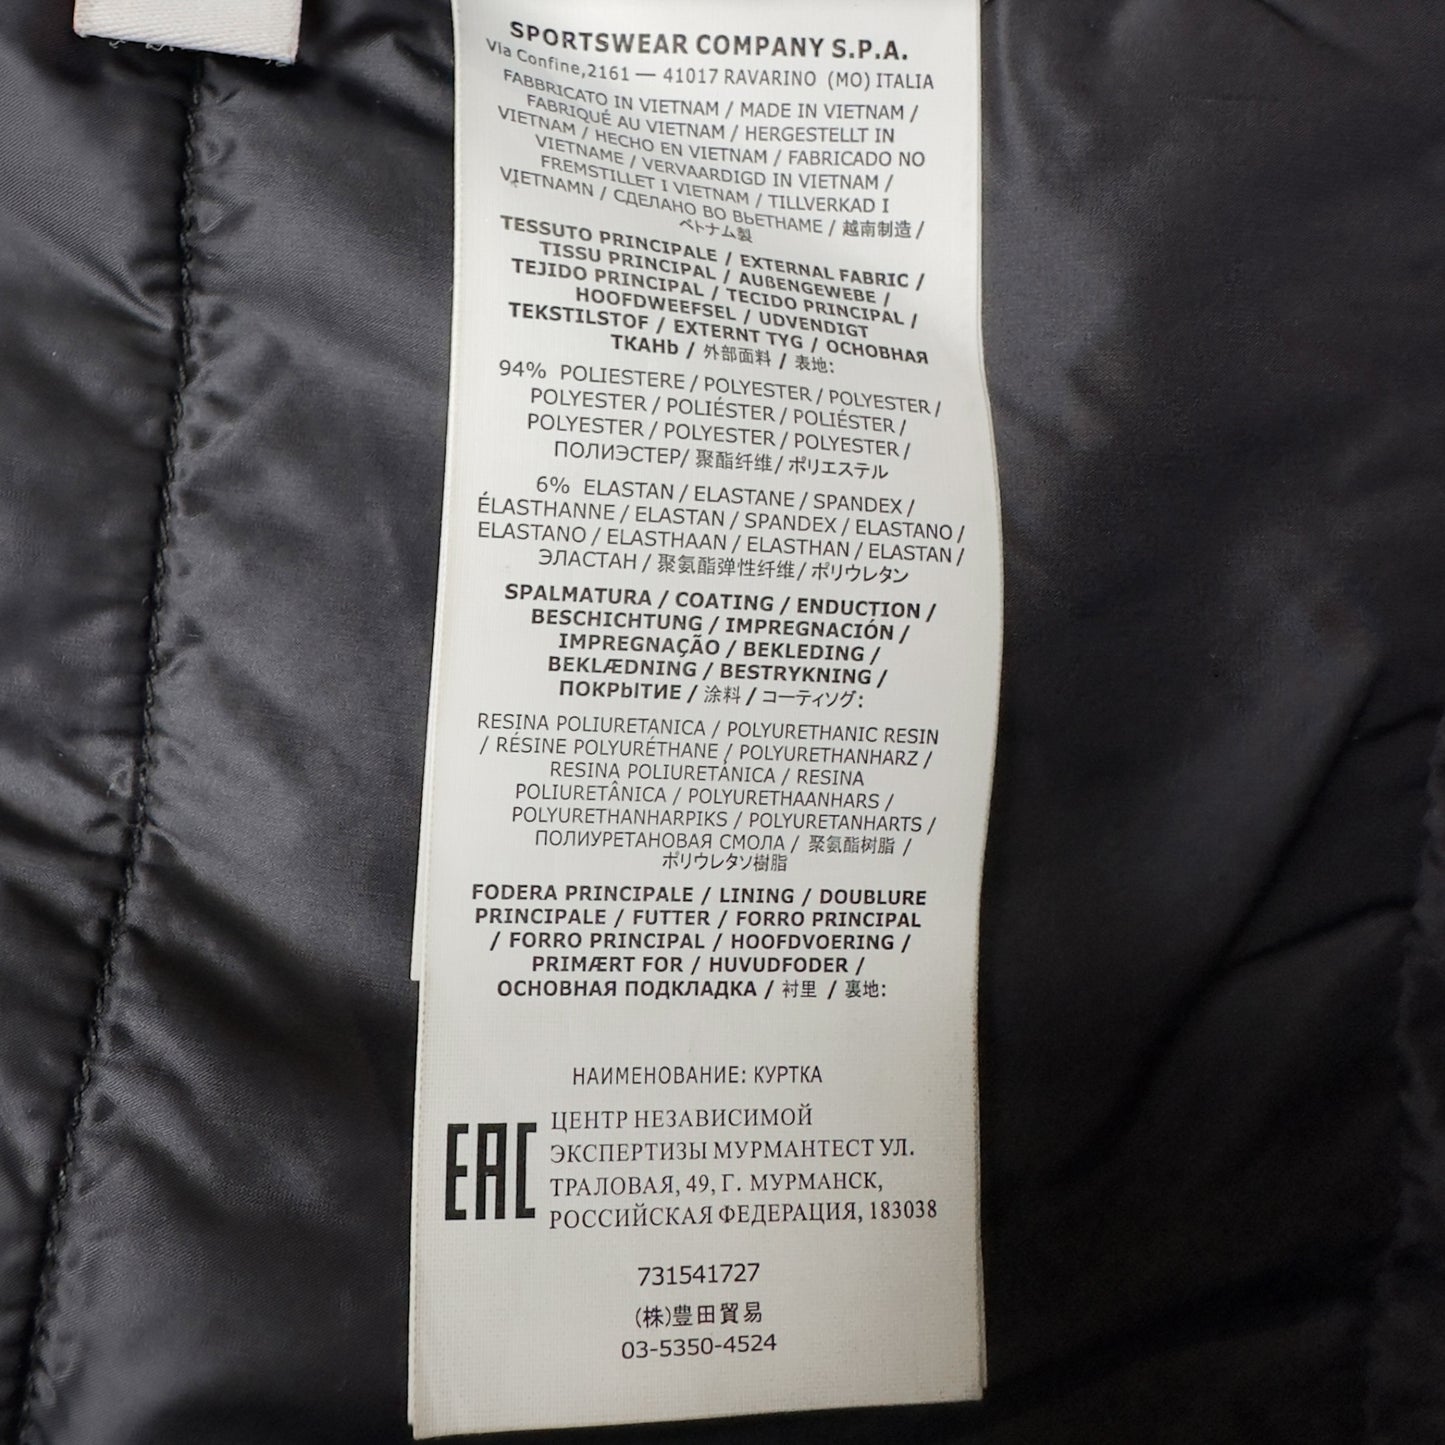 SPORTSWEAR COMPANY S.P.A.
Via Confine,2161 — 41017 RAVARINO (MO) ITALIA
FABBRICATO IN VIETNAM / MADE IN VIETNAM /
FABRIQUÉ AU VIETNAM / HERGESTELLT IN
VIETNAM / HECHO EN VIETNAM / FABRICADO NO
VIETNAME / VERVAARDIGD IN VIETNAM /
FREMSTILLET I VIETNAM / TILLVERKAD I
VIETNAMN / СДЕЛАНО ВО ВЬЕТНАМЕ / 越南制造 /
ベトナム製
TESSUTO PRINCIPALE / EXTERNAL FABRIC /
TISSU PRINCIPAL / AUßENGEWEBE /
TEJIDO PRINCIPAL / TECIDO PRINCIPAL /
HOOFDWEEFSEL / UDVENDIGT
TEKSTILSTOF / EXTERNT TYG / ОСНОВНАЯ
ТКАНЬ / 外部面料 / 表地:
94% POLIESTERE / POLYESTER / POLYESTER /
POLYESTER / POLIÉSTER / POLIÉSTER /
POLYESTER / POLYESTER / POLYESTER /
ПОЛИЭСТЕР/ 聚酯纤维/ ポリエステル
6% ELASTAN / ELASTANE / SPANDEX /
ÉLASTHANNE / ELASTAN / SPANDEX / ELASTANO /
ELASTANO / ELASTHAAN / ELASTHAN / ELASTAN /
ЭЛАСТАН / 聚氨酯弹性纤维/ ポリウレタン
SPALMATURA / COATING / ENDUCTION /
BESCHICHTUNG / IMPREGNACIÓN /
IMPREGNAÇÃO / BEKLEDING /
BEKLÆDNING / BESTRYKNING /
ПОКРЫТИЕ / 涂料 / コーティソグ:
RESINA POLIURETANICA / POLYURETHANIC RESIN
/ RÉSINE POLYURÉTHANE / POLYURETHANHARZ /
RESINA POLIURETÁNICA / RESINA
POLIURETÂNICA / POLYURETHAANHARS /
POLYURETHANHARPIKS / POLYURETANHARTS /
ПОЛИУРЕТАНОВАЯ СМОЛА / 聚氨酯树脂 /
ポリウレタソ樹脂
FODERA PRINCIPALE / LINING / DOUBLURE
PRINCIPALE / FUTTER / FORRO PRINCIPAL
/ FORRO PRINCIPAL / HOOFDVOERING /
PRIMÆRT FOR / HUVUDFODER /
ОСНОВНАЯ ПОДКЛАДКА / 衬里 / 裏地:
НАИМЕНОВАНИЕ: КУРТКА
EAC
ЦЕНТР НЕЗАВИСИМОЙ
ЭКСПЕРТИЗЫ МУРМАНТЕСТ УЛ.
ТРАЛОВАЯ, 49, Г. МУРМАНСК,
РОССИЙСКАЯ ФЕДЕРАЦИЯ, 183038
731541727
(株)豊田貿易
03-5350-4524